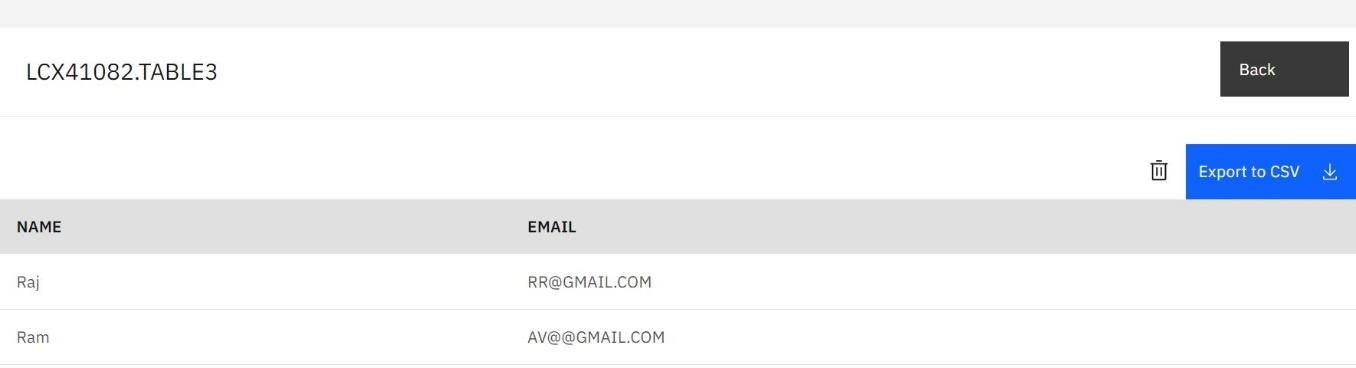 LCX41082.TABLE3
Back
Export to CSV
NAME EMAIL
Raj RR@GMAIL.COM
Ram AV@@GMAIL.COM